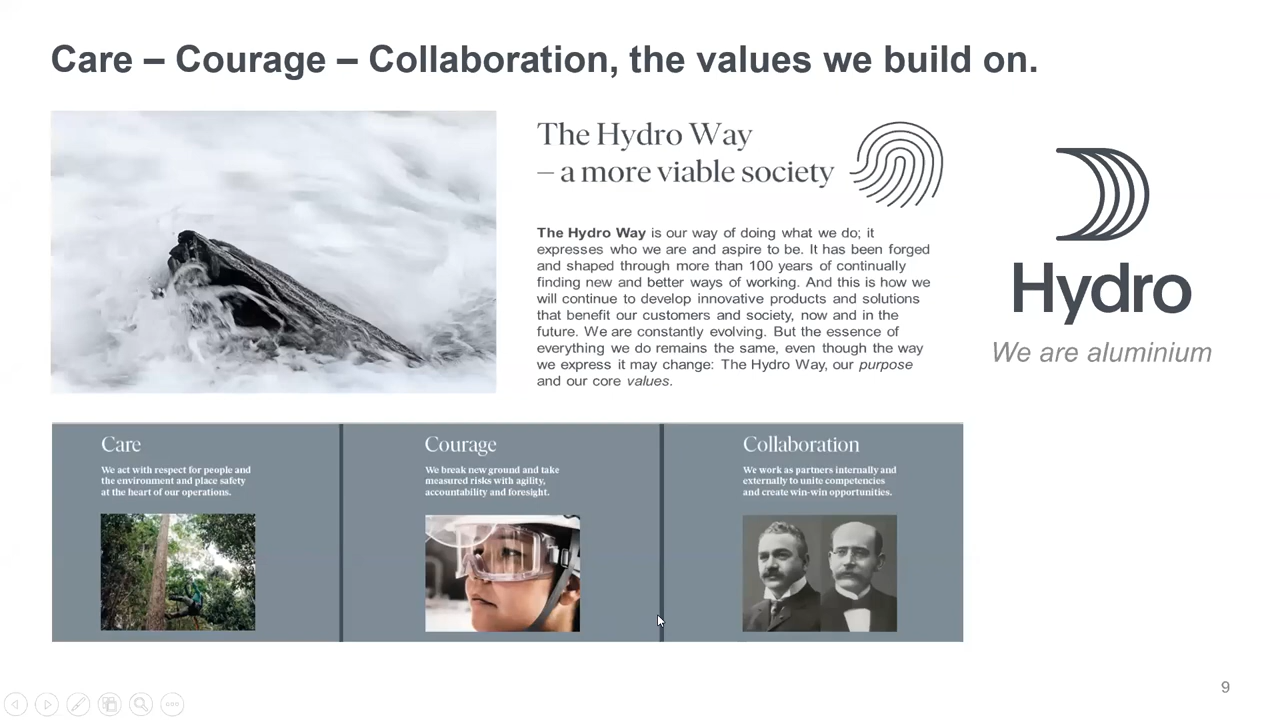 Care – Courage – Collaboration, the values we build on.
The Hydro Way
– a more viable society
The Hydro Way is our way of doing what we do; it
expresses who we are and aspire to be. It has been forged
and shaped through more than 100 years of continually
finding new and better ways of working. And this is how we
will continue to develop innovative products and solutions
that benefit our customers and society, now and in the
future. We are constantly evolving. But the essence of
everything we do remains the same, even though the way
we express it may change: The Hydro Way, our purpose
and our core values.
Hydro
We are aluminium
Care
We act with respect for people and
the environment and place safety
at the heart of our operations.
Courage
We break new ground and take
measured risks with agility,
accountability and foresight.
Collaboration
We work as partners internally and
externally to unite competencies
and create win-win opportunities.
9